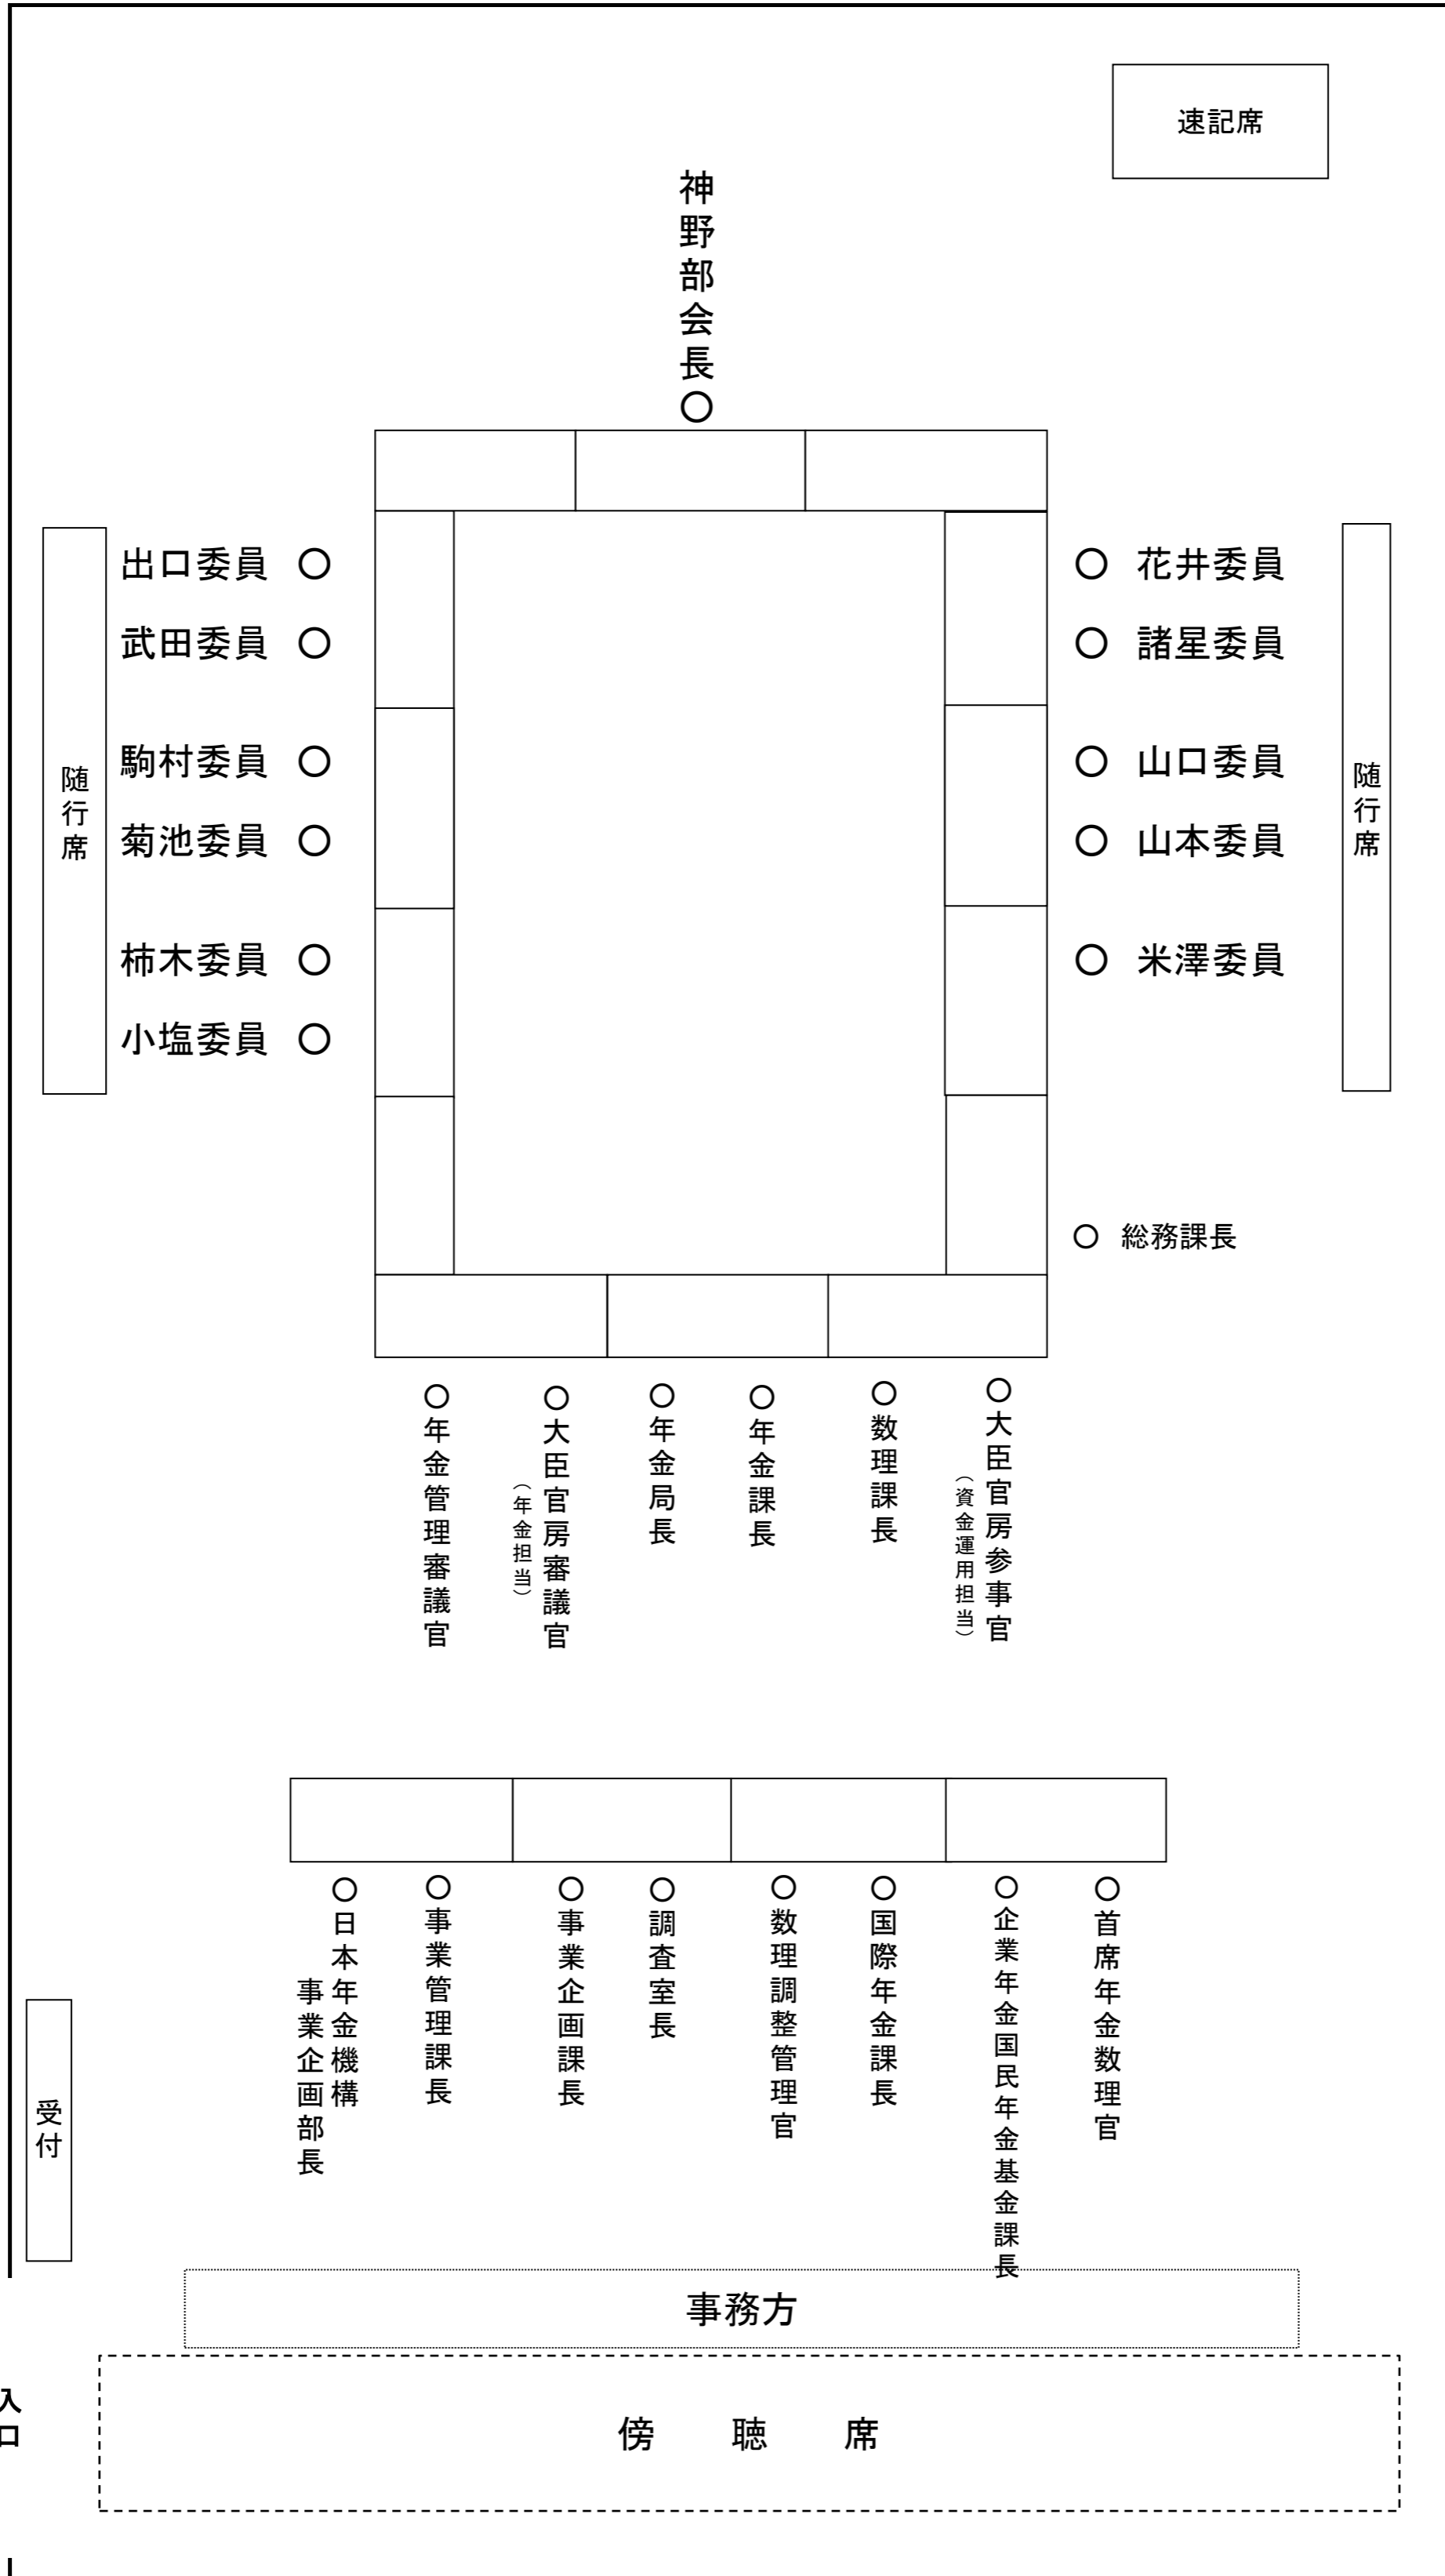 速記席
神野部会長○
出口委員 ○
武田委員 ○
駒村委員 ○
菊池委員 ○
柿木委員 ○
小塩委員 ○
随行席
○ 花井委員
○ 諸星委員
○ 山口委員
○ 山本委員
○ 米澤委員
随行席
○ 総務課長
○年金管理審議官
○大臣官房審議官
（年金担当）
○年金局長
○年金課長
○数理課長
○大臣官房参事官
（資金運用担当）
○日本年金機構
事業企画部長
○事業管理課長
○事業企画課長
○調査室長
○数理調整管理官
○国際年金課長
○企業年金国民年金基金課長
○首席年金数理官
受付
事務方
入口
傍 聴 席